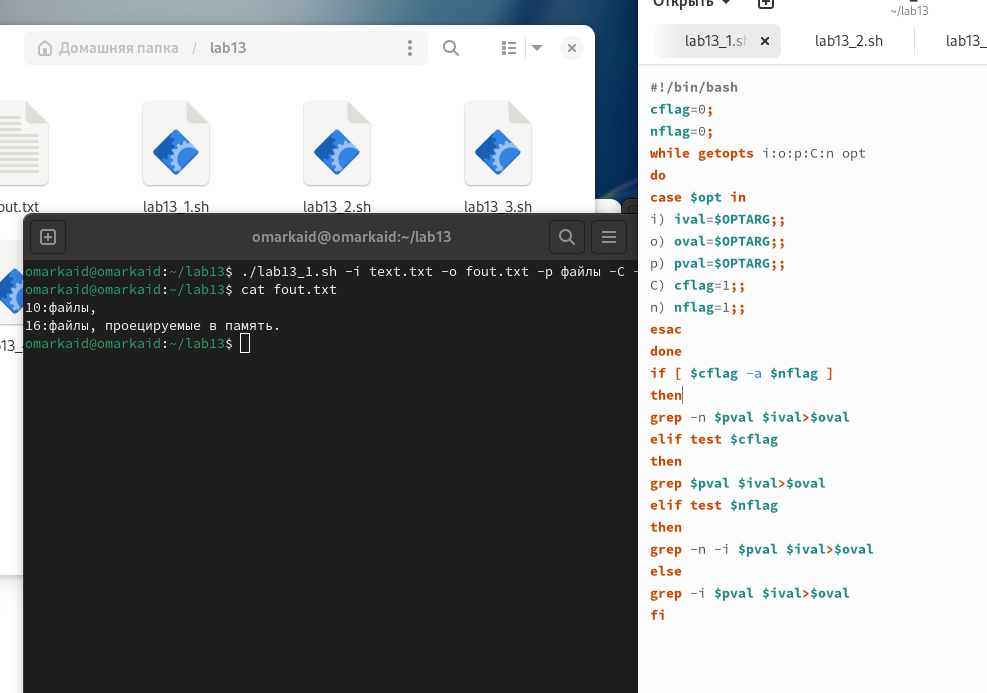 Открыть
~/lab13
Домашняя папка / lab13
lab13_1.sh
lab13_2.sh
lab13_
out.txt
lab13_1.sh
lab13_2.sh
lab13_3.sh
13_
omarkaid@omarkaid:~/lab13
omarkaid@omarkaid:~/lab13$ ./lab13_1.sh -i text.txt -o fout.txt -p файлы -C -
omarkaid@omarkaid:~/lab13$ cat fout.txt
10:файлы,
16:файлы, проецируемые в память.
omarkaid@omarkaid:~/lab13$
#!/bin/bash
cflag=0;
nflag=0;
while getopts i:o:p:C:n opt
do
case $opt in
i) ival=$OPTARG;;
o) oval=$OPTARG;;
p) pval=$OPTARG;;
C) cflag=1;;
n) nflag=1;;
esac
done
if [ $cflag -a $nflag ]
then
grep -n $pval $ival>$oval
elif test $cflag
then
grep $pval $ival>$oval
elif test $nflag
then
grep -n -i $pval $ival>$oval
else
grep -i $pval $ival>$oval
fi